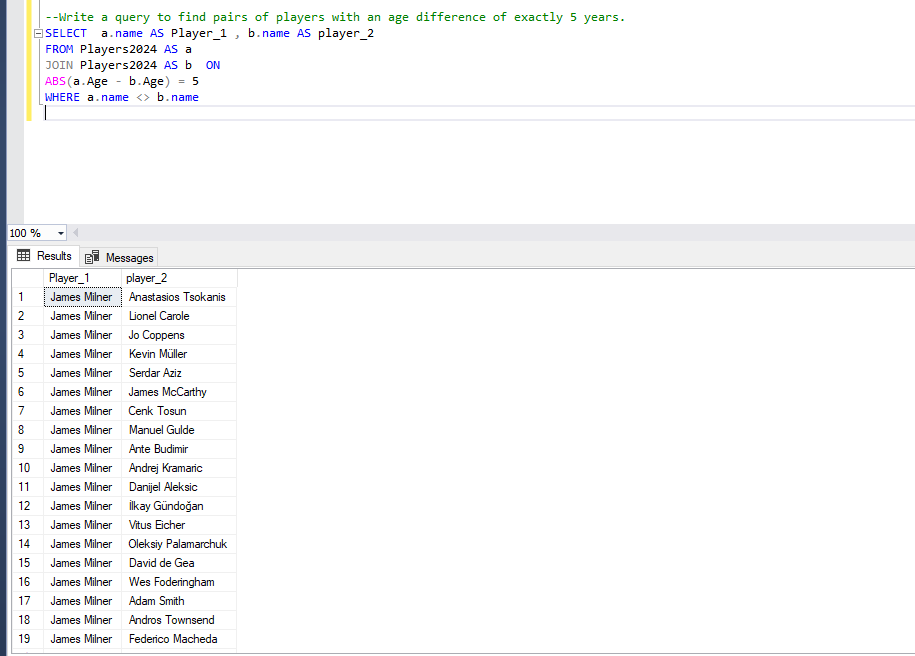 --Write a query to find pairs of players with an age difference of exactly 5 years.
SELECT  a.name AS Player_1 , b.name AS player_2
FROM Players2024 AS a
JOIN Players2024 AS b  ON
ABS(a.Age - b.Age) = 5
WHERE a.name <> b.name
100 %
Results Messages
Player_1 player_2
1 James Milner Anastasios Tsokanis
2 James Milner Lionel Carole
3 James Milner Jo Coppens
4 James Milner Kevin Müller
5 James Milner Serdar Aziz
6 James Milner James McCarthy
7 James Milner Cenk Tosun
8 James Milner Manuel Gulde
9 James Milner Ante Budimir
10 James Milner Andrej Kramaric
11 James Milner Danijel Aleksic
12 James Milner İlkay Gündoğan
13 James Milner Vitus Eicher
14 James Milner Oleksiy Palamarchuk
15 James Milner David de Gea
16 James Milner Wes Foderingham
17 James Milner Adam Smith
18 James Milner Andros Townsend
19 James Milner Federico Macheda